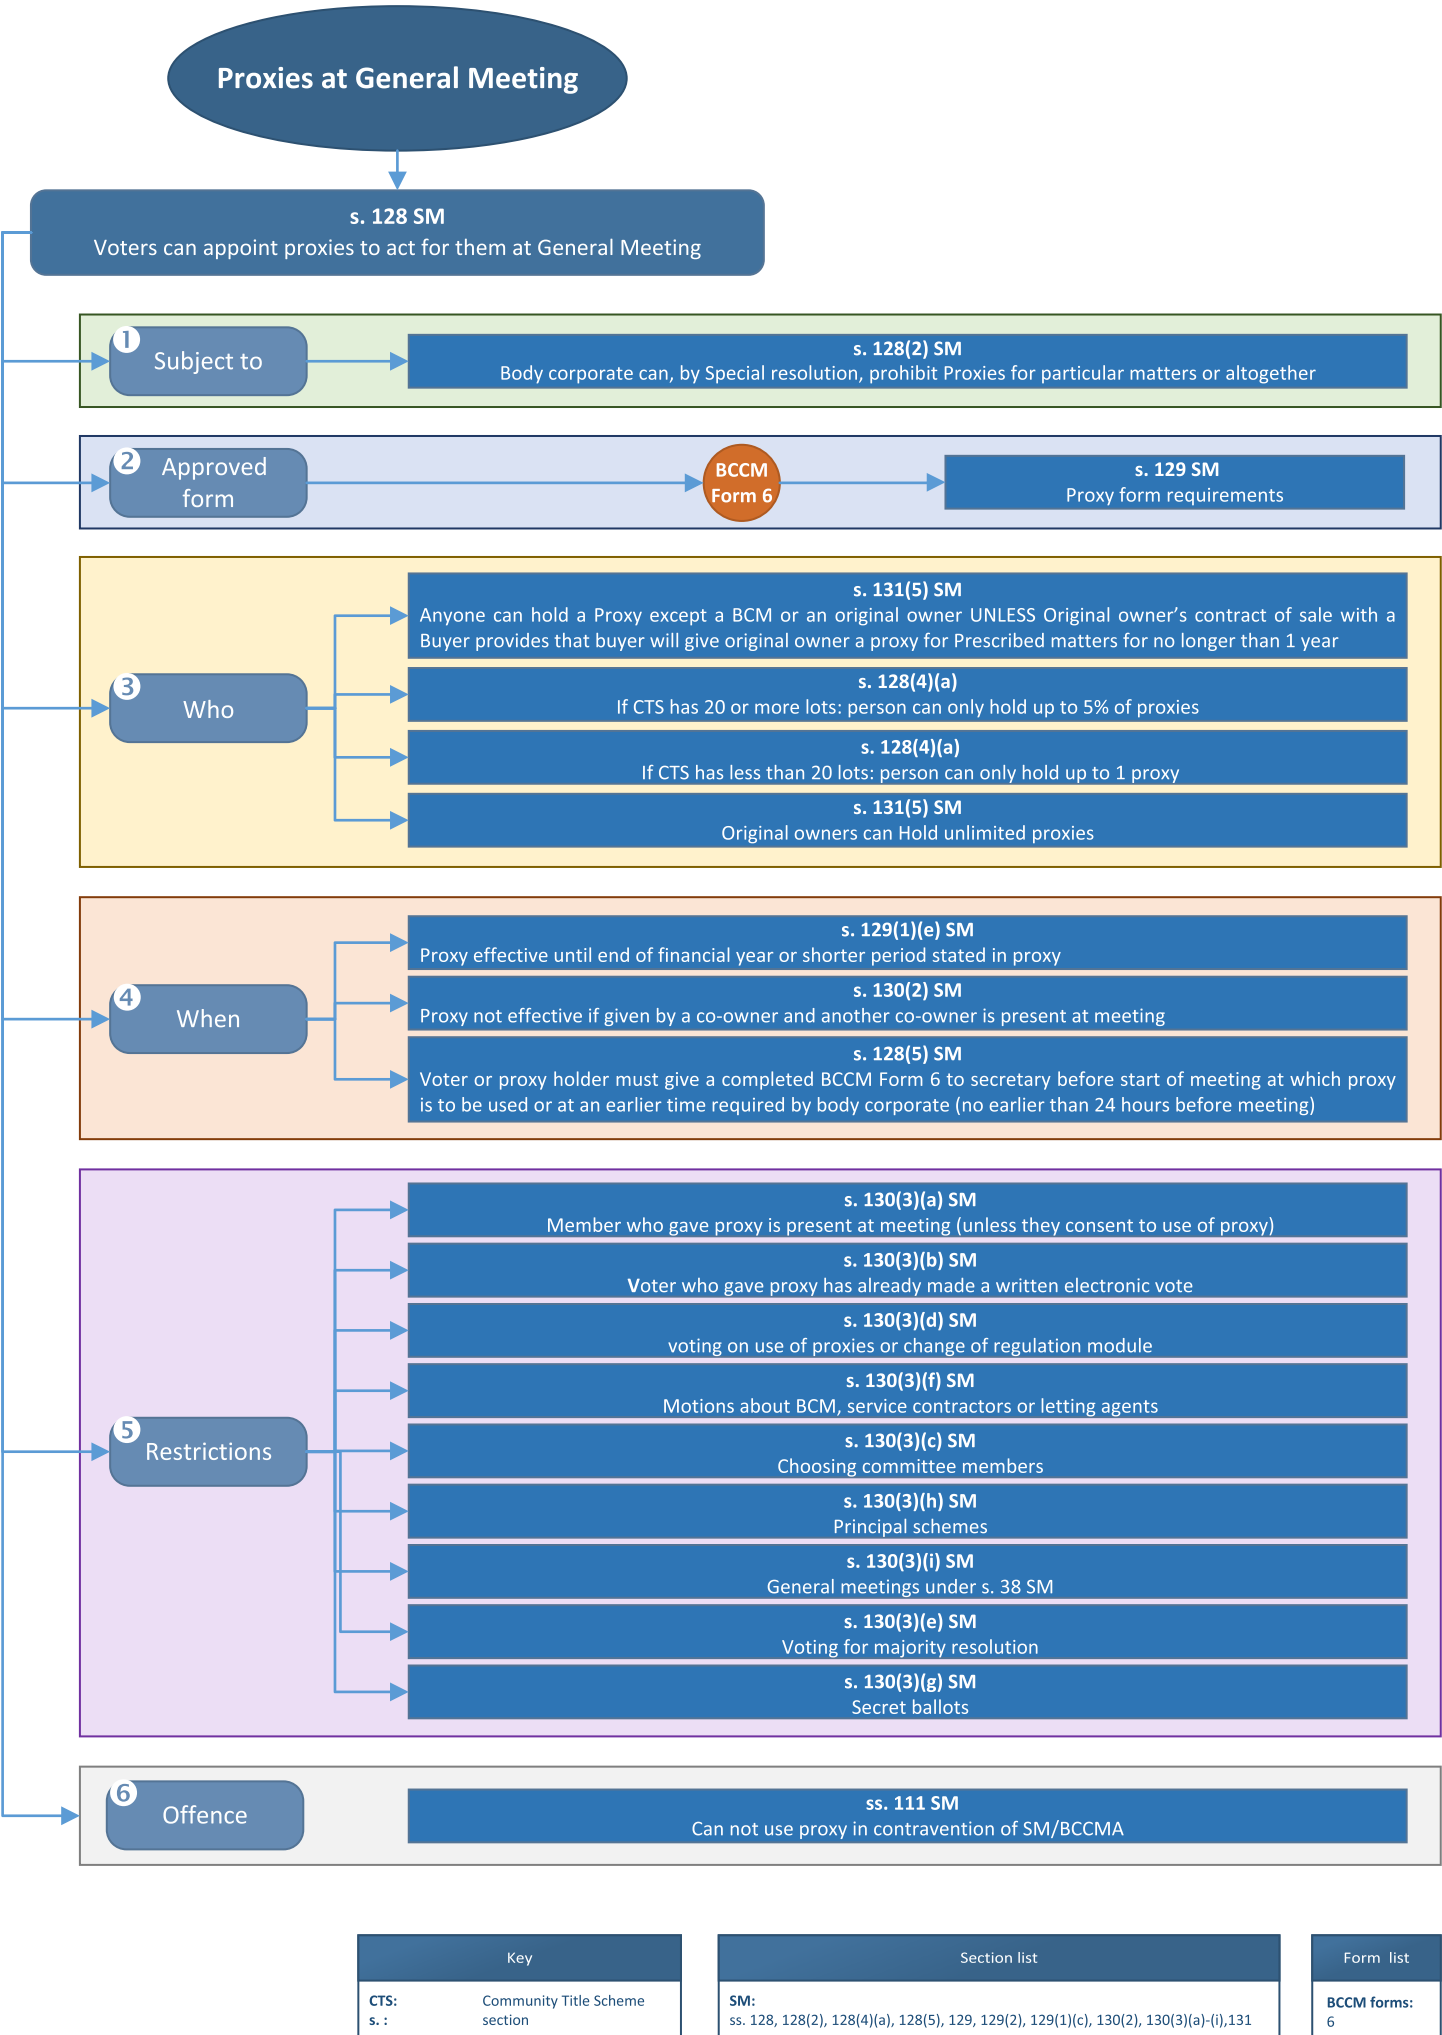 Proxies at General Meeting
s. 128 SM
Voters can appoint proxies to act for them at General Meeting
1
Subject to
s. 128(2) SM
Body corporate can, by Special resolution, prohibit Proxies for particular matters or altogether
2
Approved
form
BCCM
Form 6
s. 129 SM
Proxy form requirements
3
Who
s. 131(5) SM
Anyone can hold a Proxy except a BCM or an original owner UNLESS Original owner's contract of sale with a
Buyer provides that buyer will give original owner a proxy for Prescribed matters for no longer than 1 year
s. 128(4)(a)
If CTS has 20 or more lots: person can only hold up to 5% of proxies
s. 128(4)(a)
If CTS has less than 20 lots: person can only hold up to 1 proxy
s. 131(5) SM
Original owners can Hold unlimited proxies
4
When
s. 129(1)(e) SM
Proxy effective until end of financial year or shorter period stated in proxy
s. 130(2) SM
Proxy not effective if given by a co-owner and another co-owner is present at meeting
s. 128(5) SM
Voter or proxy holder must give a completed BCCM Form 6 to secretary before start of meeting at which proxy
is to be used or at an earlier time required by body corporate (no earlier than 24 hours before meeting)
5
Restrictions
s. 130(3)(a) SM
Member who gave proxy is present at meeting (unless they consent to use of proxy)
s. 130(3)(b) SM
Voter who gave proxy has already made a written electronic vote
s. 130(3)(d) SM
voting on use of proxies or change of regulation module
s. 130(3)(f) SM
Motions about BCM, service contractors or letting agents
s. 130(3)(c) SM
Choosing committee members
s. 130(3)(h) SM
Principal schemes
s. 130(3)(i) SM
General meetings under s. 38 SM
s. 130(3)(e) SM
Voting for majority resolution
s. 130(3)(g) SM
Secret ballots
6
Offence
ss. 111 SM
Can not use proxy in contravention of SM/BCCMA
Key
CTS: Community Title Scheme
s. : section
Section list
SM:
ss. 128, 128(2), 128(4)(a), 128(5), 129, 129(2), 129(1)(c), 130(2), 130(3)(a)-(i),131
Form list
BCCM forms:
6